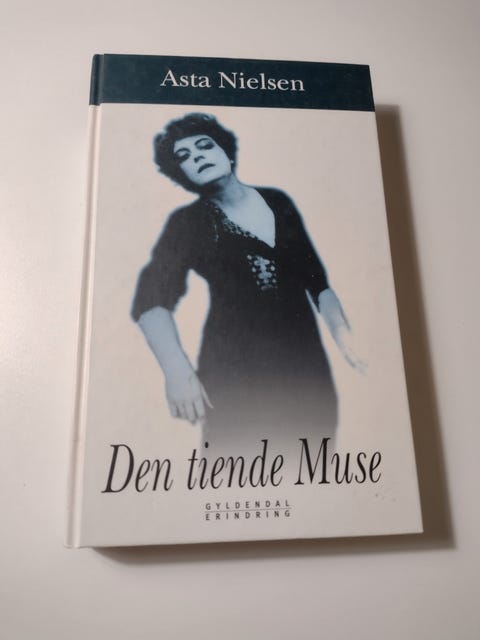 Asta Nielsen
Den tiende Muse
GYLDENDAL
ERINDRING